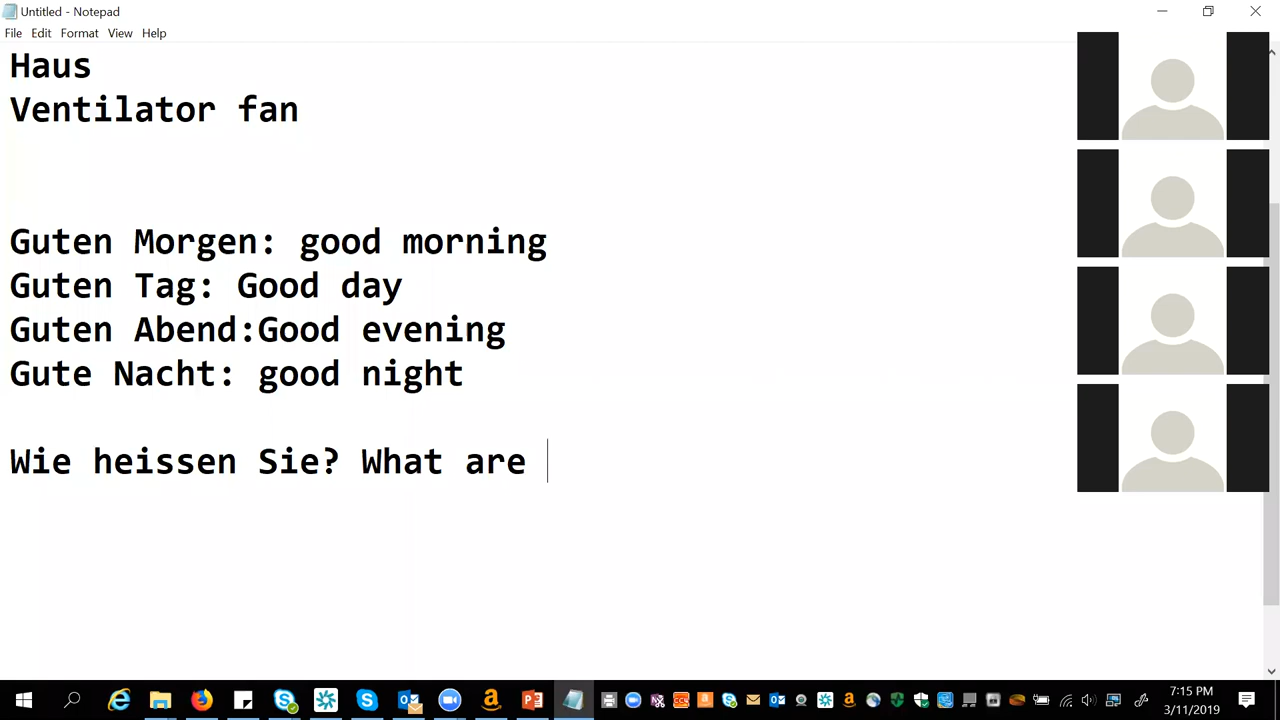 Untitled - Notepad
File Edit Format View Help
Haus
Ventilator fan
Guten Morgen: good morning
Guten Tag: Good day
Guten Abend:Good evening
Gute Nacht: good night
Wie heissen Sie? What are
7:15 PM
3/11/2019